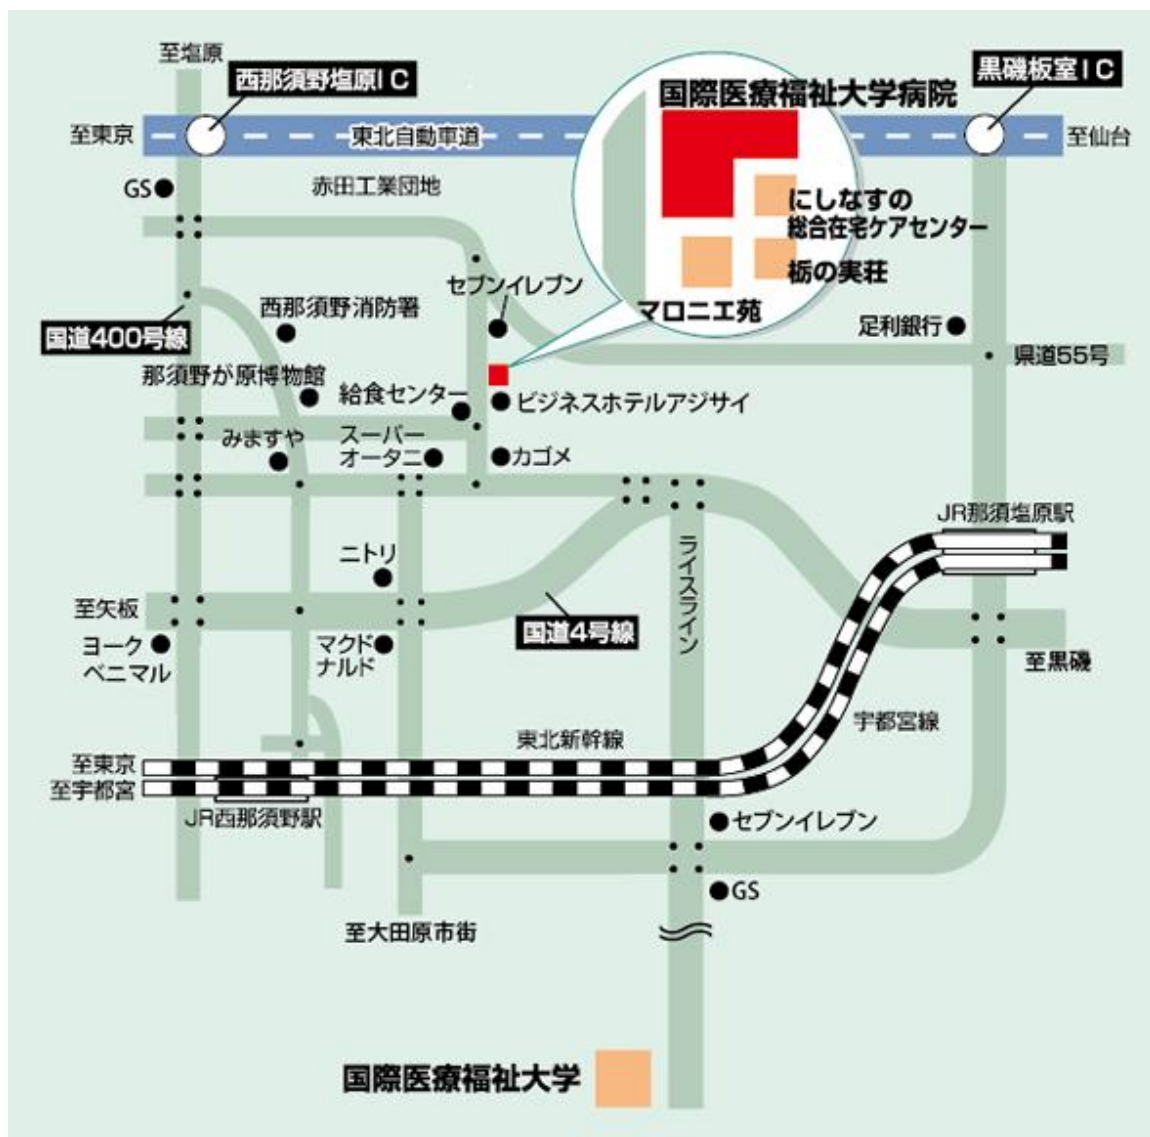 至塩原
西那須野塩原IC
黒磯板室IC
国際医療福祉大学病院
至東京
東北自動車道
至仙台
GS
赤田工業団地
にしなすの
総合在宅ケアセンター
栃の実荘
セブンイレブン
西那須野消防署
マロニエ苑
国道400号線
足利銀行
県道55号
那須野が原博物館
給食センター
ビジネスホテルアジサイ
みますや
スーパー
オータニ
カゴメ
JR那須塩原駅
ニトリ
ライスライン
至矢板
国道4号線
ヨーク
ベニマル
マクド
ナルド
至黒磯
宇都宮線
東北新幹線
至東京
至宇都宮
JR西那須野駅
セブンイレブン
GS
至大田原市街
国際医療福祉大学